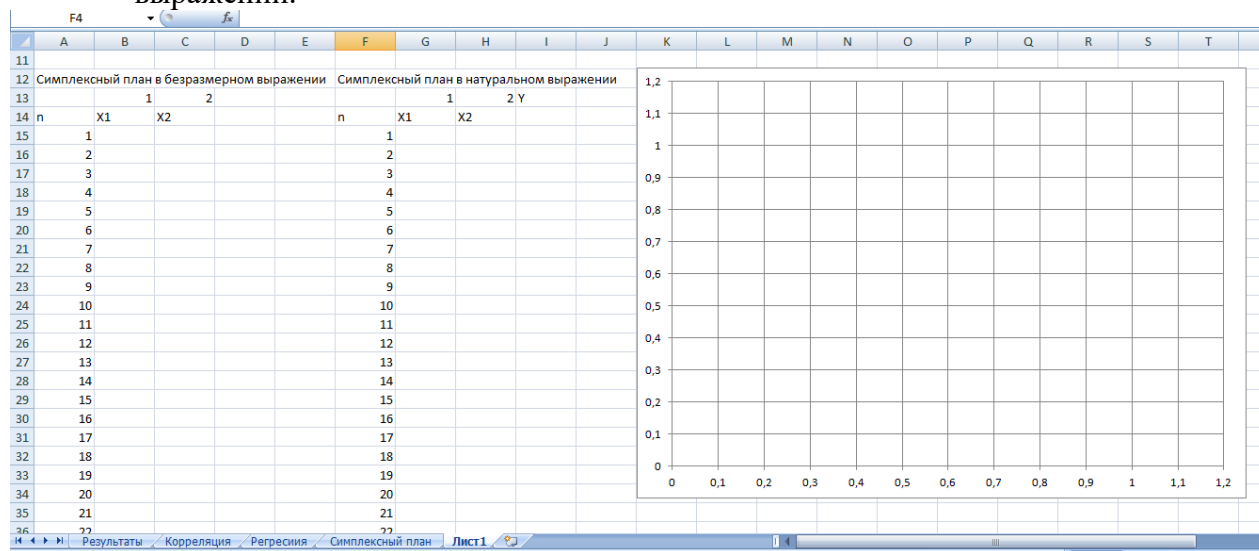 выражении.
F4 fx
A B C D E F G H I J K L M N O P Q R S T
11
12 Симплексный план в безразмерном выражении Симплексный план в натуральном выражении
13 1 2 1 2 Y
14 n X1 X2 n X1 X2
15 1 1
16 2 2
17 3 3
18 4 4
19 5 5
20 6 6
21 7 7
22 8 8
23 9 9
24 10 10
25 11 11
26 12 12
27 13 13
28 14 14
29 15 15
30 16 16
31 17 17
32 18 18
33 19 19
34 20 20
35 21 21
36 22 22
1,2
1,1
1
0,9
0,8
0,7
0,6
0,5
0,4
0,3
0,2
0,1
0
0 0,1 0,2 0,3 0,4 0,5 0,6 0,7 0,8 0,9 1 1,1 1,2
Результаты Корреляция Регресиия Симплексный план Лист1